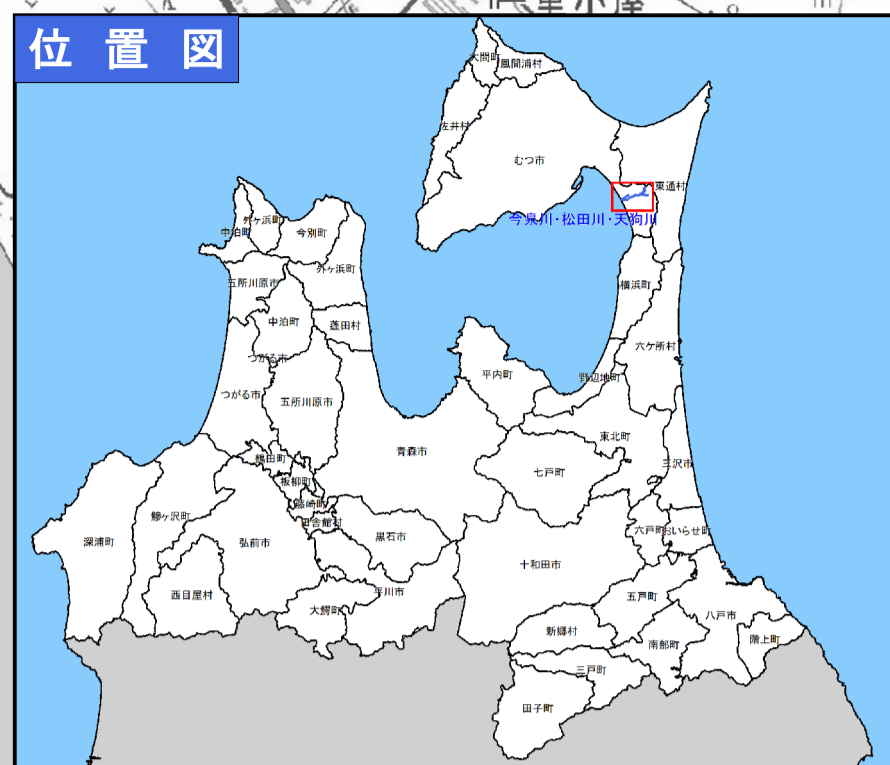 位置図
大間町
風間浦村
佐井村
むつ市
東通村
今泉川・松田川・天狗川
外ヶ浜町
中泊町
今別町
外ヶ浜町
五所川原市
横浜町
中泊町
蓬田村
六ケ所村
つがる市
平内町
野辺地町
つがる市
五所川原市
東北町
青森市
鶴田町
七戸町
三沢市
板柳町
藤崎町
鰺ヶ沢町
田舎館村
六戸町
おいらせ町
深浦町
弘前市
黒石市
十和田市
西目屋村
平川市
五戸町
大鰐町
八戸市
新郷村
南部町
階上町
三戸町
田子町